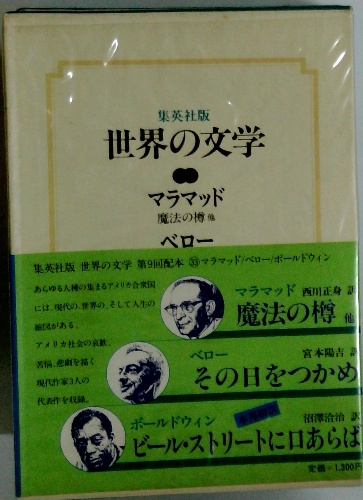 集英社版
世界の文学
マラマッド
魔法の樽 他
ベロー
集英社版 世界の文学 第9回配本 ㉝マラマッド/ベロー/ボールドウィン
あらゆる人種の集まるアメリカ合衆国
には、現代の、世界の、そして人生の
縮図がある。
アメリカ社会の哀歓、
苦悩、悲劇を描く
現代作家3人の
代表作を収録。
マラマッド 西川正身 訳
魔法の樽 他
ベロー 宮本陽吉 訳
その日をつかめ
ボールドウィン 沼澤洽治 訳
ビール・ストリートに口あらば
定価=1,300円